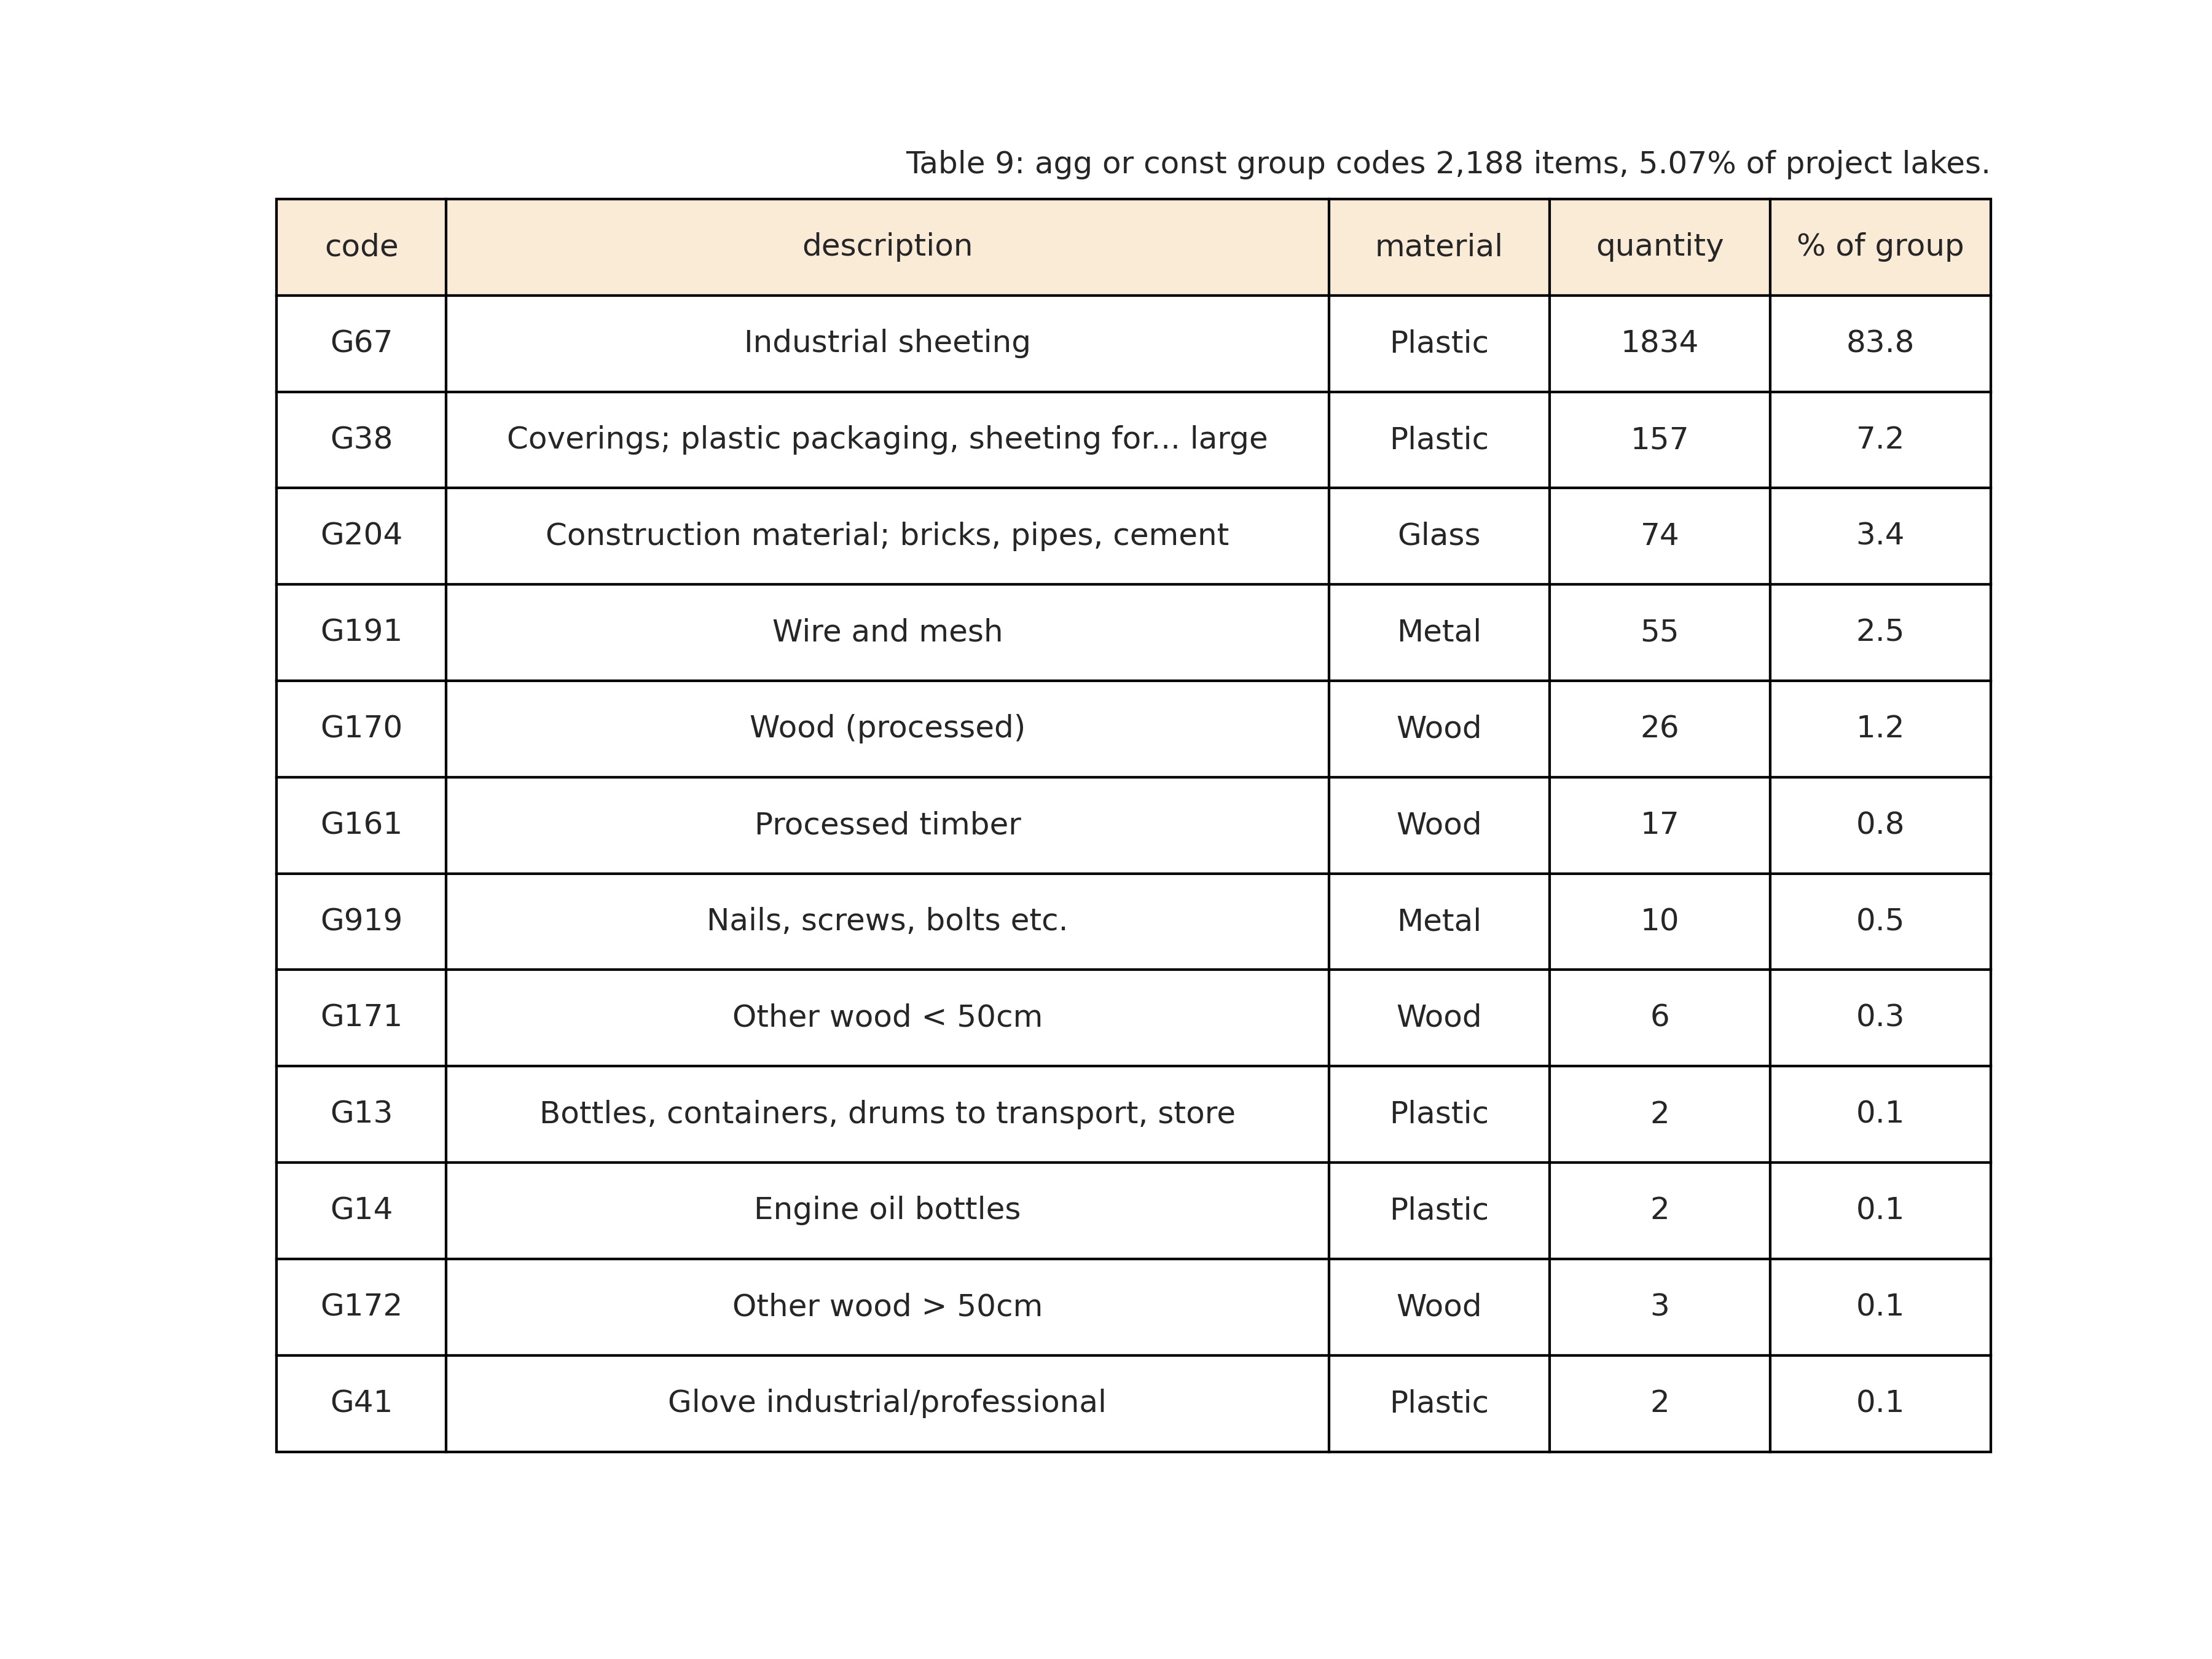 Table 9: agg or const group codes 2,188 items, 5.07% of project lakes.
code description material quantity % of group
G67 Industrial sheeting Plastic 1834 83.8
G38 Coverings; plastic packaging, sheeting for... large Plastic 157 7.2
G204 Construction material; bricks, pipes, cement Glass 74 3.4
G191 Wire and mesh Metal 55 2.5
G170 Wood (processed) Wood 26 1.2
G161 Processed timber Wood 17 0.8
G919 Nails, screws, bolts etc. Metal 10 0.5
G171 Other wood < 50cm Wood 6 0.3
G13 Bottles, containers, drums to transport, store Plastic 2 0.1
G14 Engine oil bottles Plastic 2 0.1
G172 Other wood > 50cm Wood 3 0.1
G41 Glove industrial/professional Plastic 2 0.1